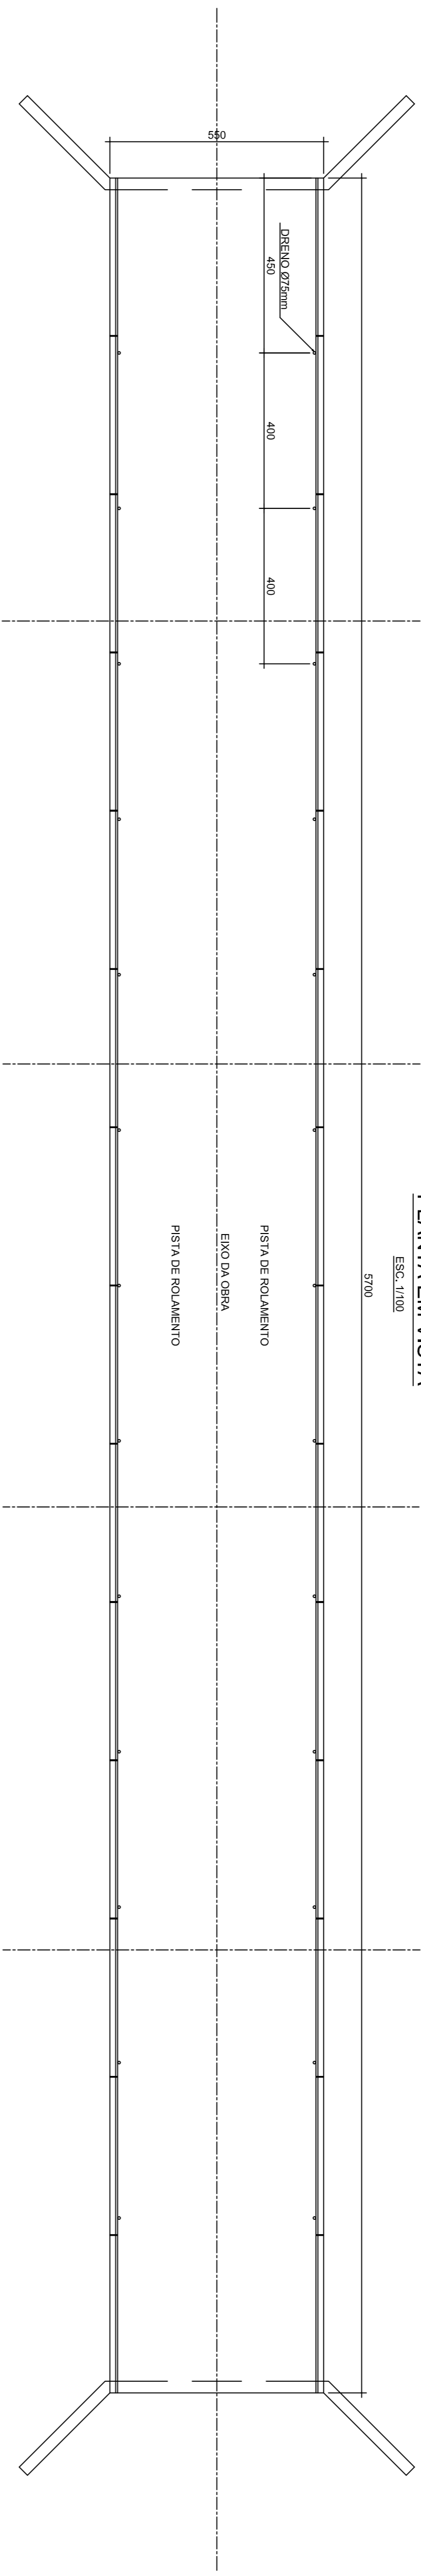 ESC. 1/100
5700
550
DRENO Ø75mm
450
400
400
PISTA DE ROLAMENTO
EIXO DA OBRA
PISTA DE ROLAMENTO